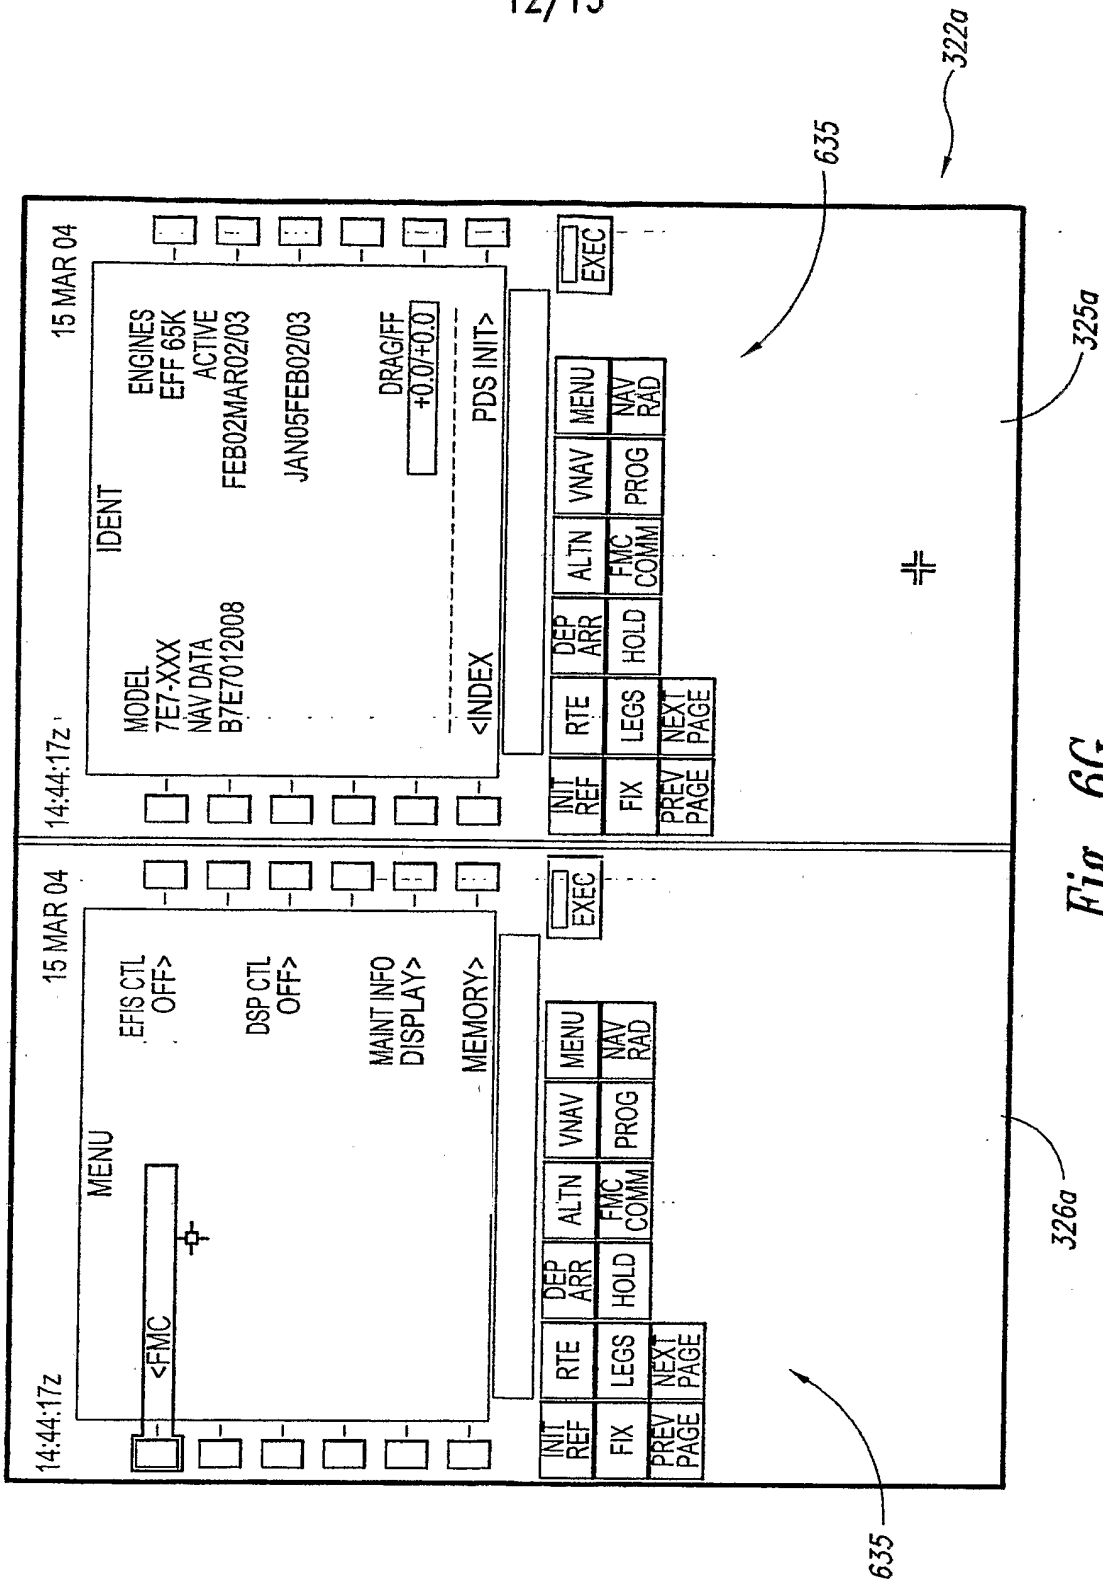 12/15
14:44:17z 15 MAR 04
MENU
<FMC
EFIS CTL
OFF>
DSP CTL
OFF>
MAINT INFO
DISPLAY>
MEMORY>
INIT REF RTE DEP ARR ALTN VNAV MENU EXEC
FIX LEGS HOLD FMC COMM PROG NAV RAD
PREV PAGE NEXT PAGE
635
326a
14:44:17z 15 MAR 04
IDENT
MODEL ENGINES
7E7-XXX EFF 65K
NAV DATA ACTIVE
B7E7012008 FEB02MAR02/03
JAN05FEB02/03
DRAG/FF
+0.0/+0.0
<INDEX PDS INIT>
INIT REF RTE DEP ARR ALTN VNAV MENU EXEC
FIX LEGS HOLD FMC COMM PROG NAV RAD
PREV PAGE NEXT PAGE
635
322a
325a
Fig. 6G